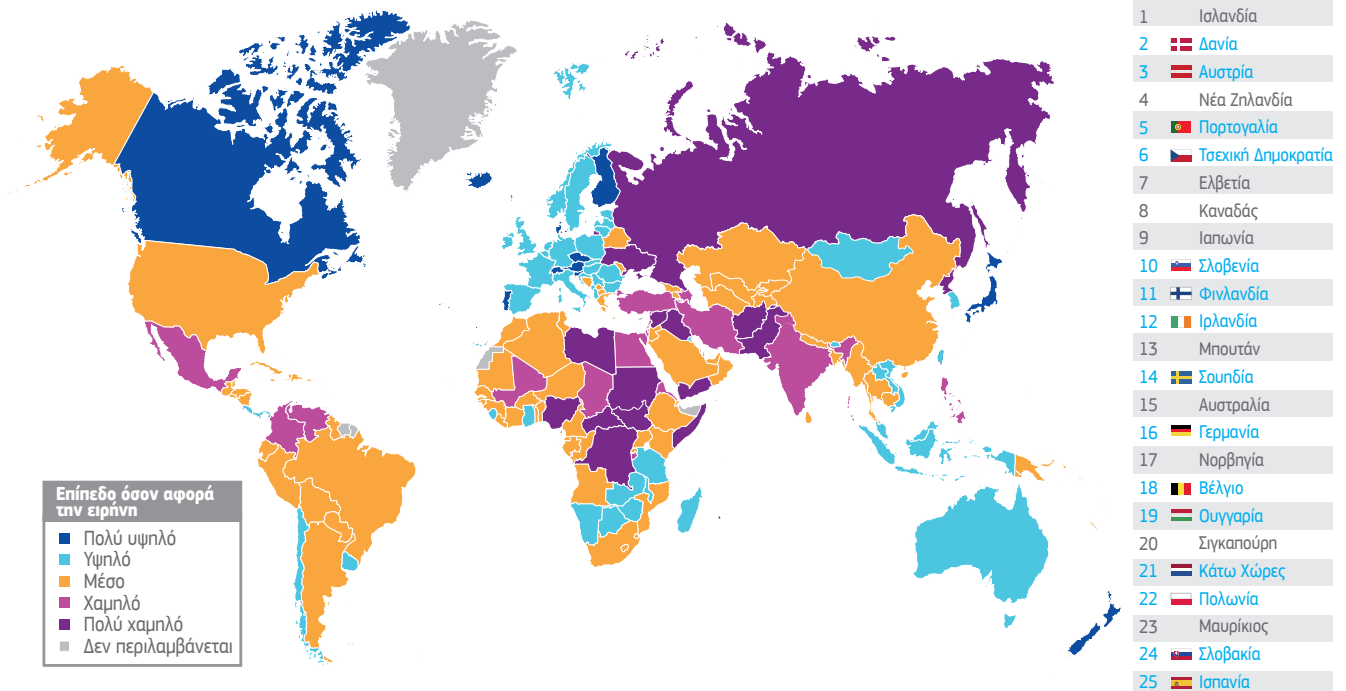 Επίπεδο όσον αφορά
την ειρήνη
Πολύ υψηλό
Υψηλό
Μέσο
Χαμηλό
Πολύ χαμηλό
Δεν περιλαμβάνεται
1 Ισλανδία
2 Δανία
3 Αυστρία
4 Νέα Ζηλανδία
5 Πορτογαλία
6 Τσεχική Δημοκρατία
7 Ελβετία
8 Καναδάς
9 Ιαπωνία
10 Σλοβενία
11 Φινλανδία
12 Ιρλανδία
13 Μπουτάν
14 Σουηδία
15 Αυστραλία
16 Γερμανία
17 Νορβηγία
18 Βέλγιο
19 Ουγγαρία
20 Σιγκαπούρη
21 Κάτω Χώρες
22 Πολωνία
23 Μαυρίκιος
24 Σλοβακία
25 Ισπανία